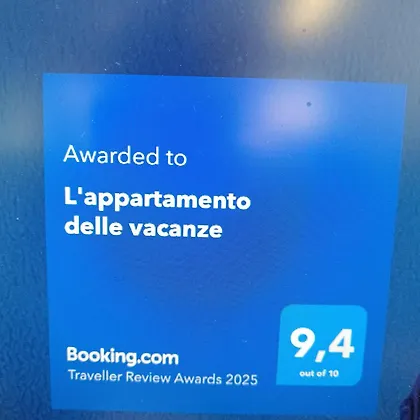 Awarded to
L'appartamento
delle vacanze
Booking.com
Traveller Review Awards 2025
9,4
out of 10